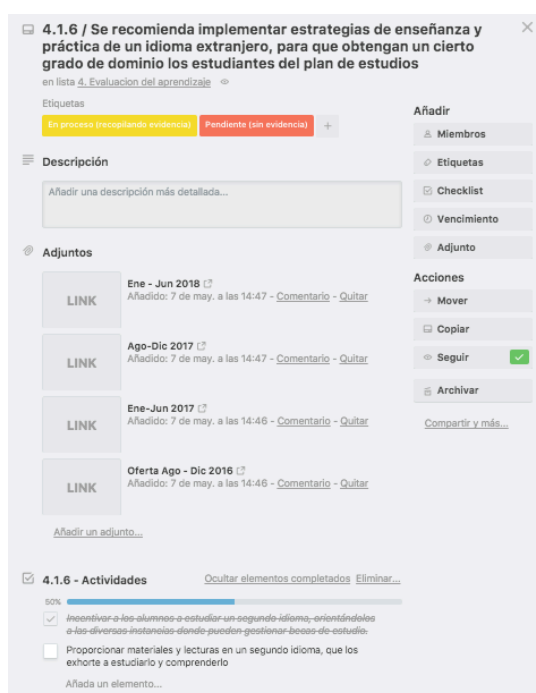 4.1.6 / Se recomienda implementar estrategias de enseñanza y
práctica de un idioma extranjero, para que obtengan un cierto
grado de dominio los estudiantes del plan de estudios
en lista 4. Evaluacion del aprendizaje
Etiquetas
En proceso (recopilando evidencia)
Pendiente (sin evidencia)
+
Descripción
Añadir una descripción más detallada...
Adjuntos
LINK
Ene - Jun 2018
Añadido: 7 de may. a las 14:47 - Comentario - Quitar
LINK
Ago-Dic 2017
Añadido: 7 de may. a las 14:47 - Comentario - Quitar
LINK
Ene-Jun 2017
Añadido: 7 de may. a las 14:46 - Comentario - Quitar
LINK
Oferta Ago - Dic 2016
Añadido: 7 de may. a las 14:46 - Comentario - Quitar
Añadir un adjunto...
4.1.6 - Actividades
Ocultar elementos completados Eliminar...
50%
Incentivar a los alumnos a estudiar un segundo idioma, orientándolos
a las diversas instancias donde pueden gestionar becas de estudio.
Proporcionar materiales y lecturas en un segundo idioma, que los
exhorte a estudiarlo y comprenderlo
Añada un elemento...
Añadir
Miembros
Etiquetas
Checklist
Vencimiento
Adjunto
Acciones
Mover
Copiar
Seguir
Archivar
Compartir y más...